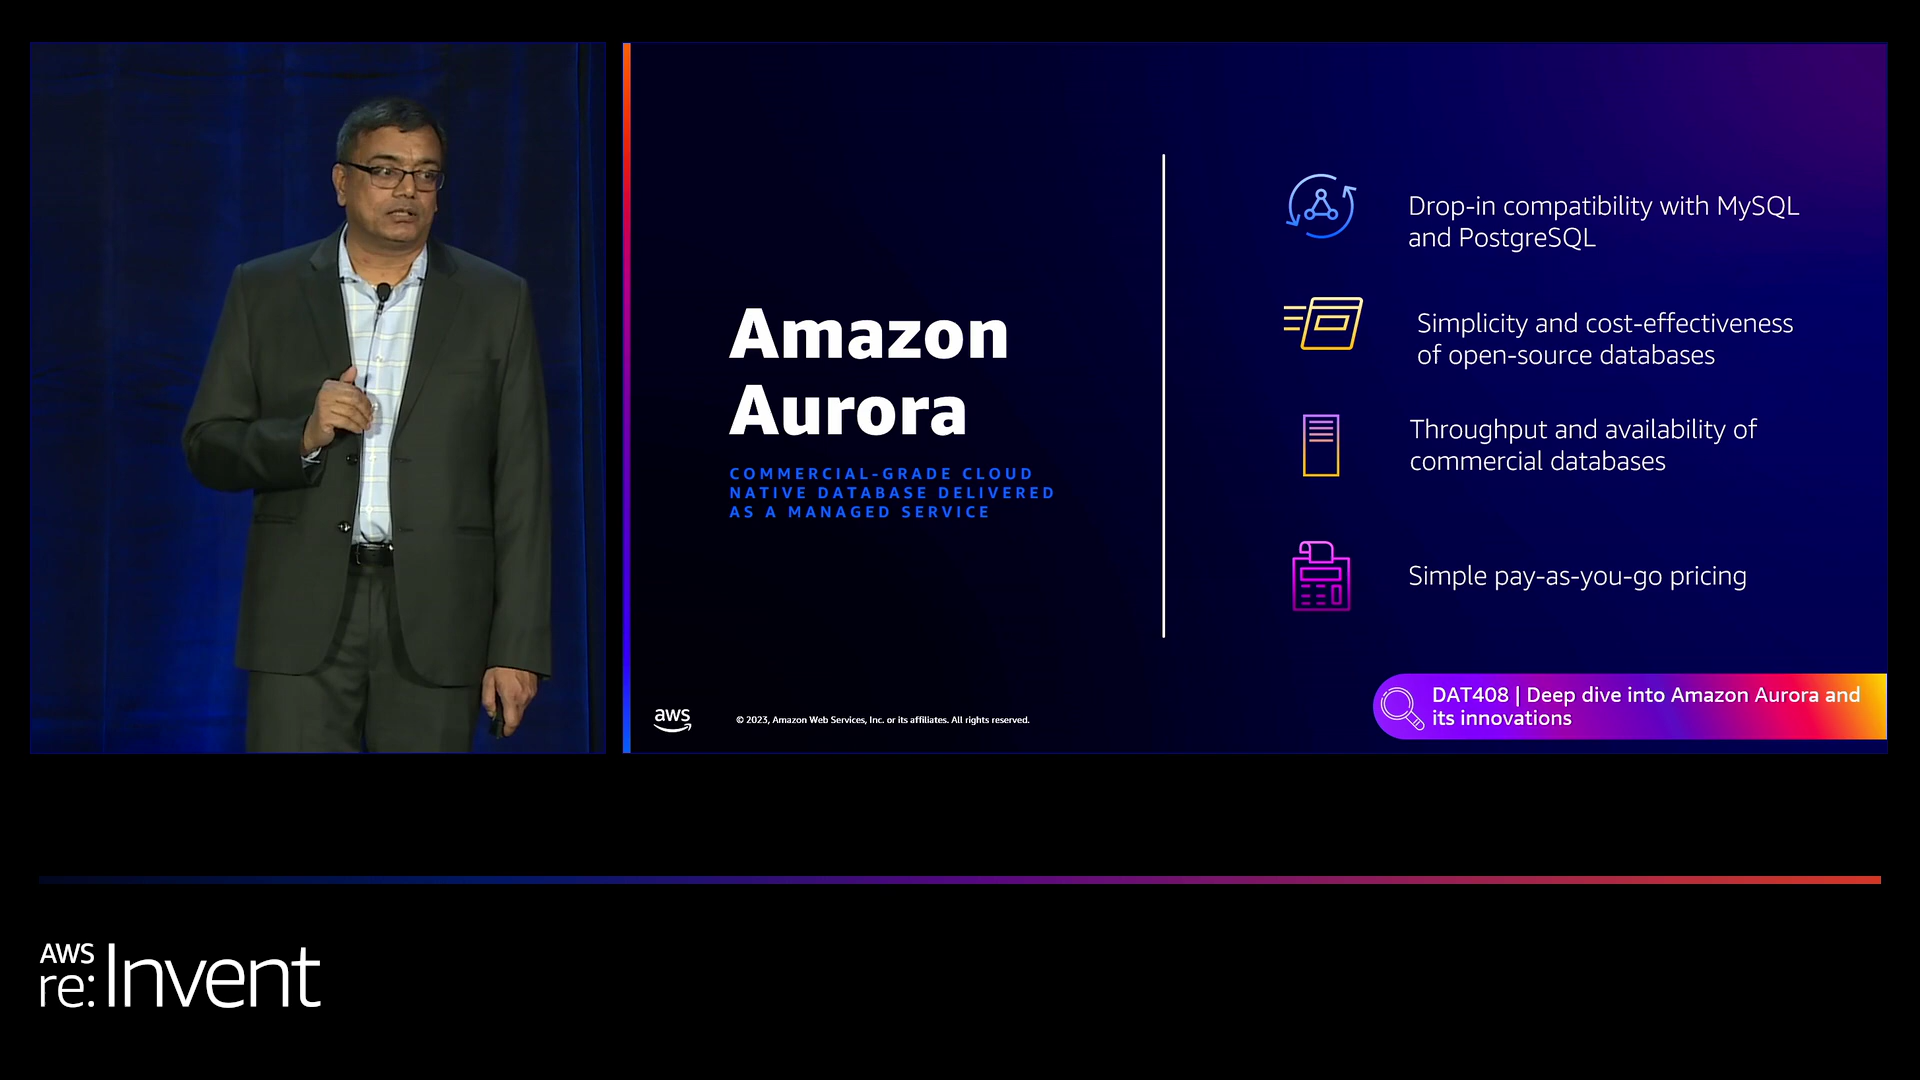 Amazon
Aurora
COMMERCIAL-GRADE CLOUD
NATIVE DATABASE DELIVERED
AS A MANAGED SERVICE
Drop-in compatibility with MySQL
and PostgreSQL
Simplicity and cost-effectiveness
of open-source databases
Throughput and availability of
commercial databases
Simple pay-as-you-go pricing
DAT408 | Deep dive into Amazon Aurora and
its innovations
aws
© 2023, Amazon Web Services, Inc. or its affiliates. All rights reserved.
AWS
re:Invent